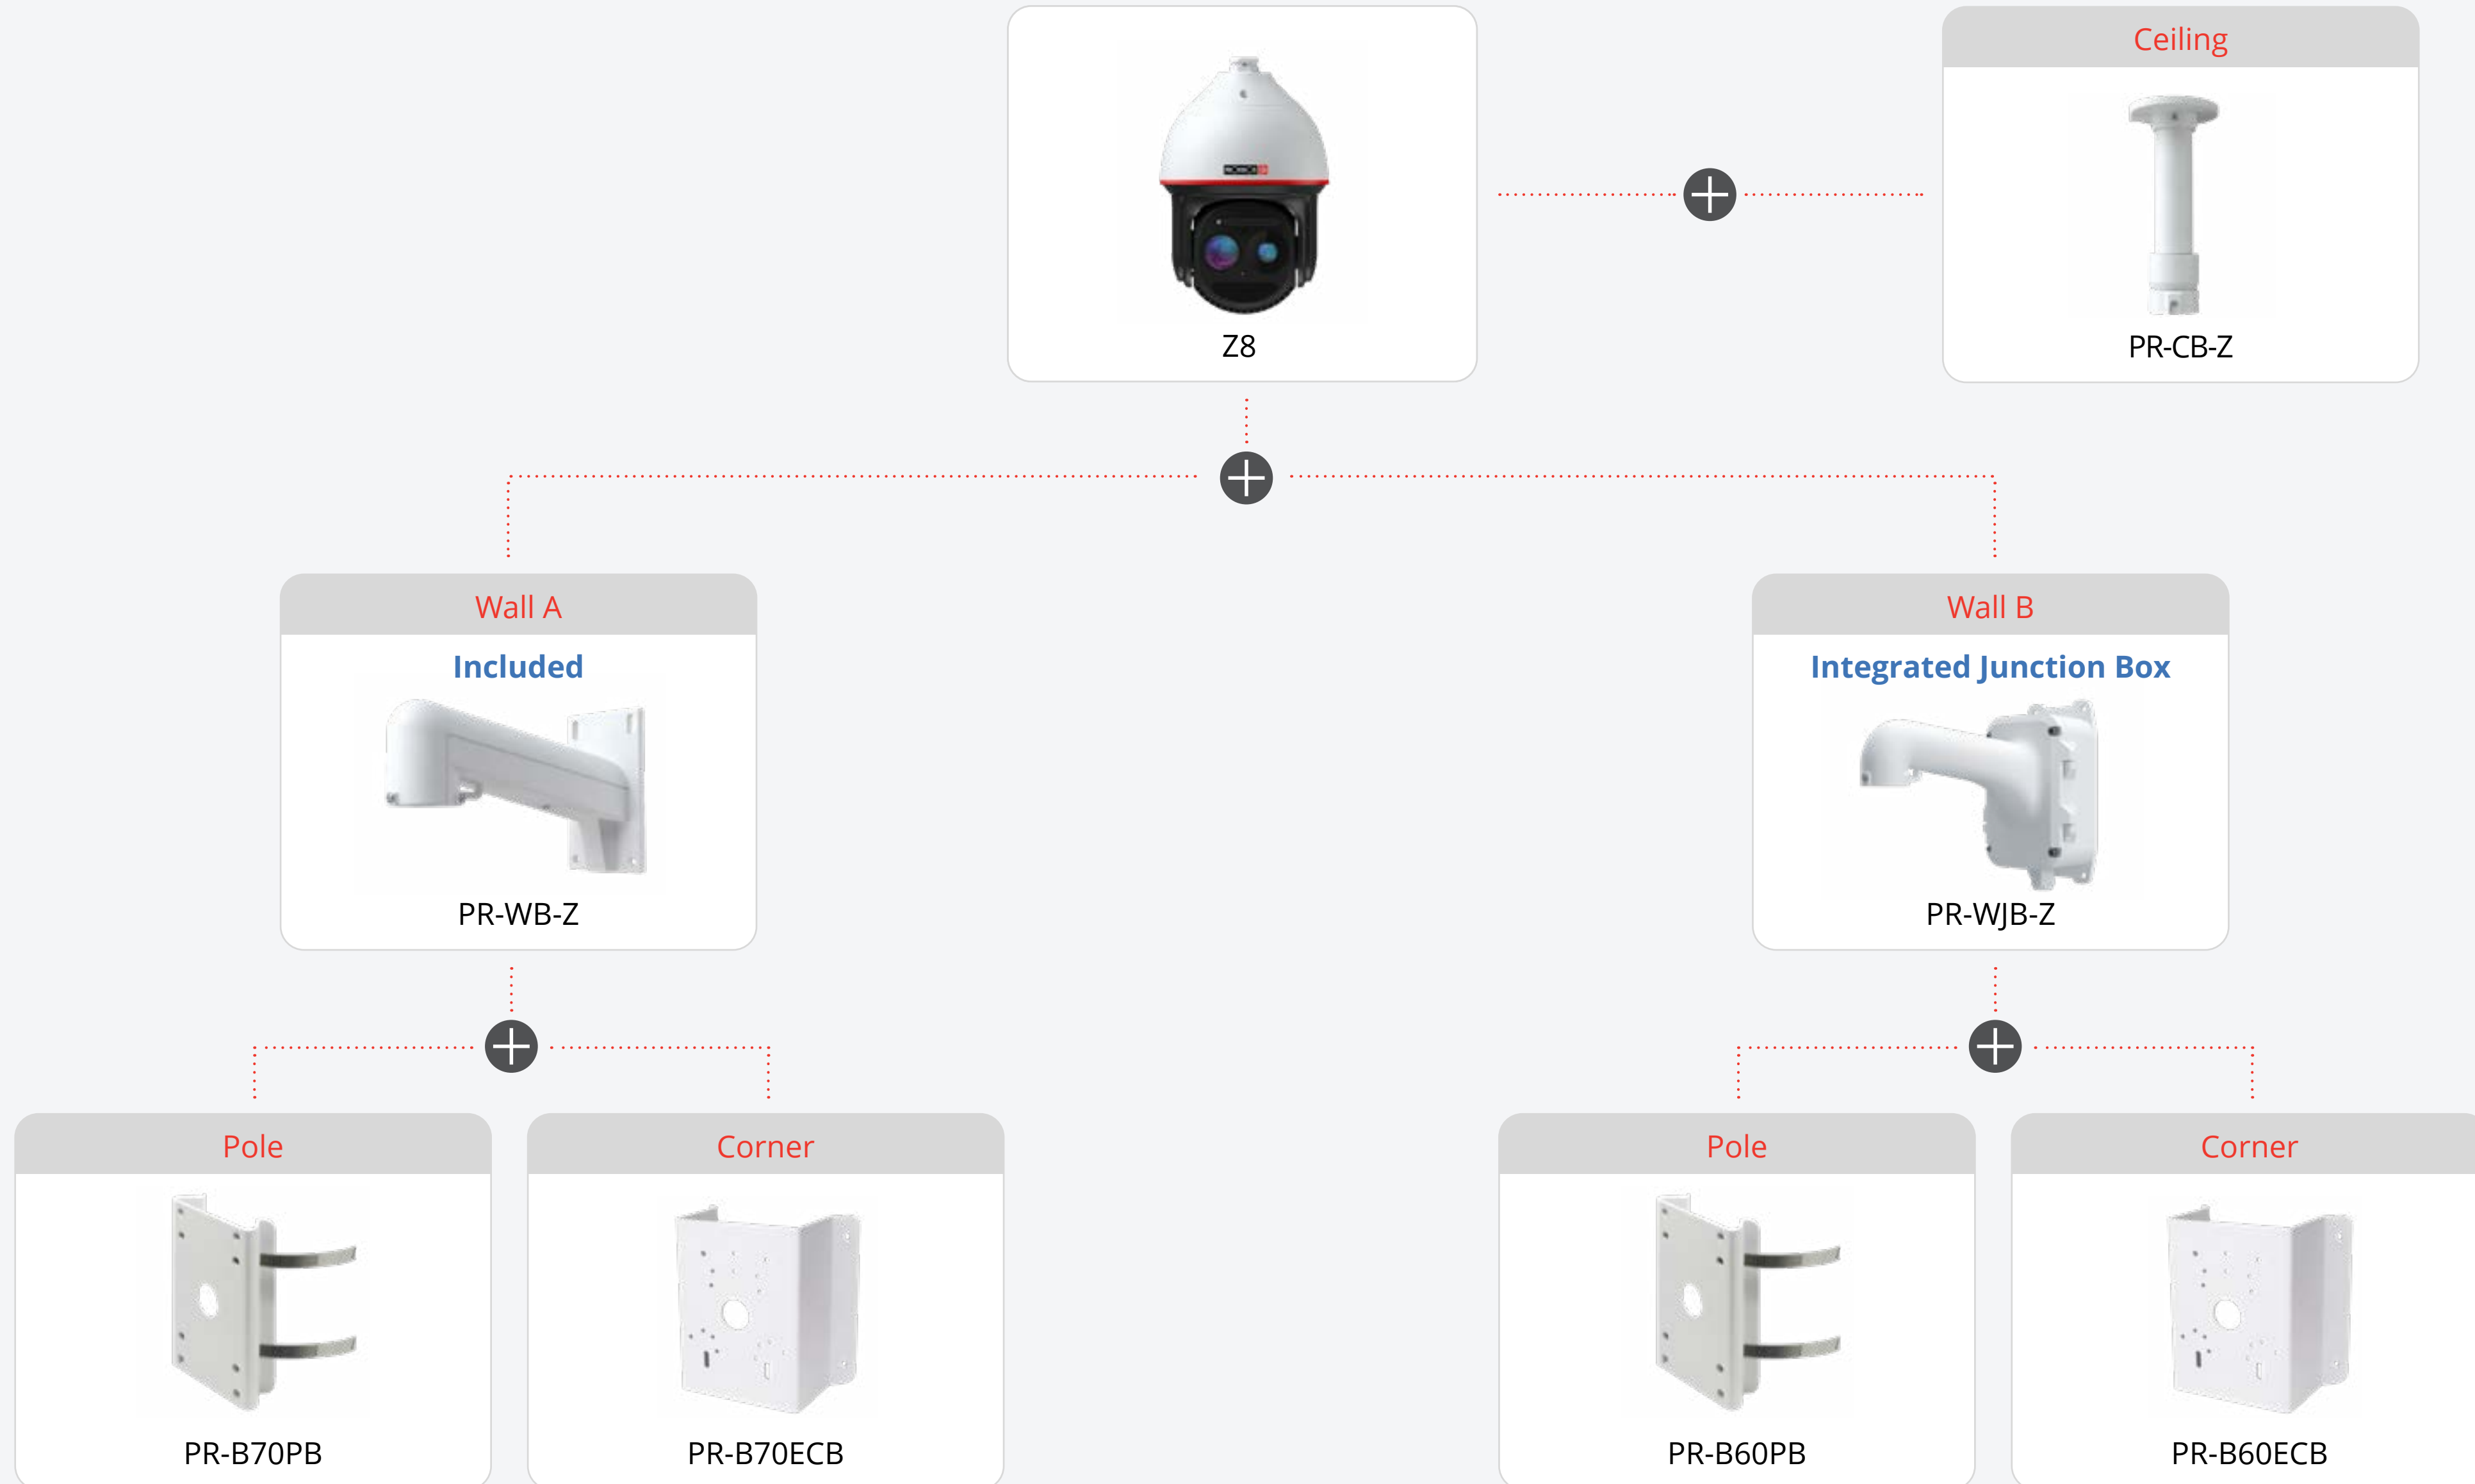 Ceiling
Z8
PR-CB-Z
Wall A
Included
PR-WB-Z
Wall B
Integrated Junction Box
PR-WJB-Z
Pole
PR-B70PB
Corner
PR-B70ECB
Pole
PR-B60PB
Corner
PR-B60ECB